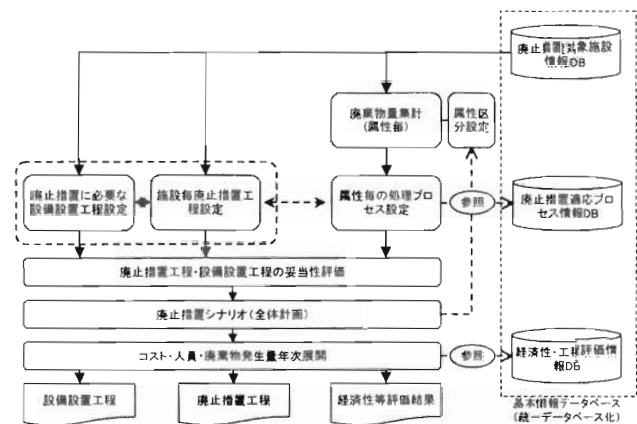 廃止措置対象施設
情報DB
廃棄物量集計
(属性毎)
属性区
分設定
廃止措置に必要な
設備設置工程設定
施設毎廃止措置工
程設定
属性毎の処理プロ
セス設定
参照
廃止措置適応プロ
セス情報DB
廃止措置工程・設備設置工程の妥当性評価
廃止措置シナリオ(全体計画)
コスト・人員・廃棄物発生量年次展開
参照
経済性・工程評価情
報DB
設備設置工程
廃止措置工程
経済性等評価結果
基本情報データベース
(統一データベース化)